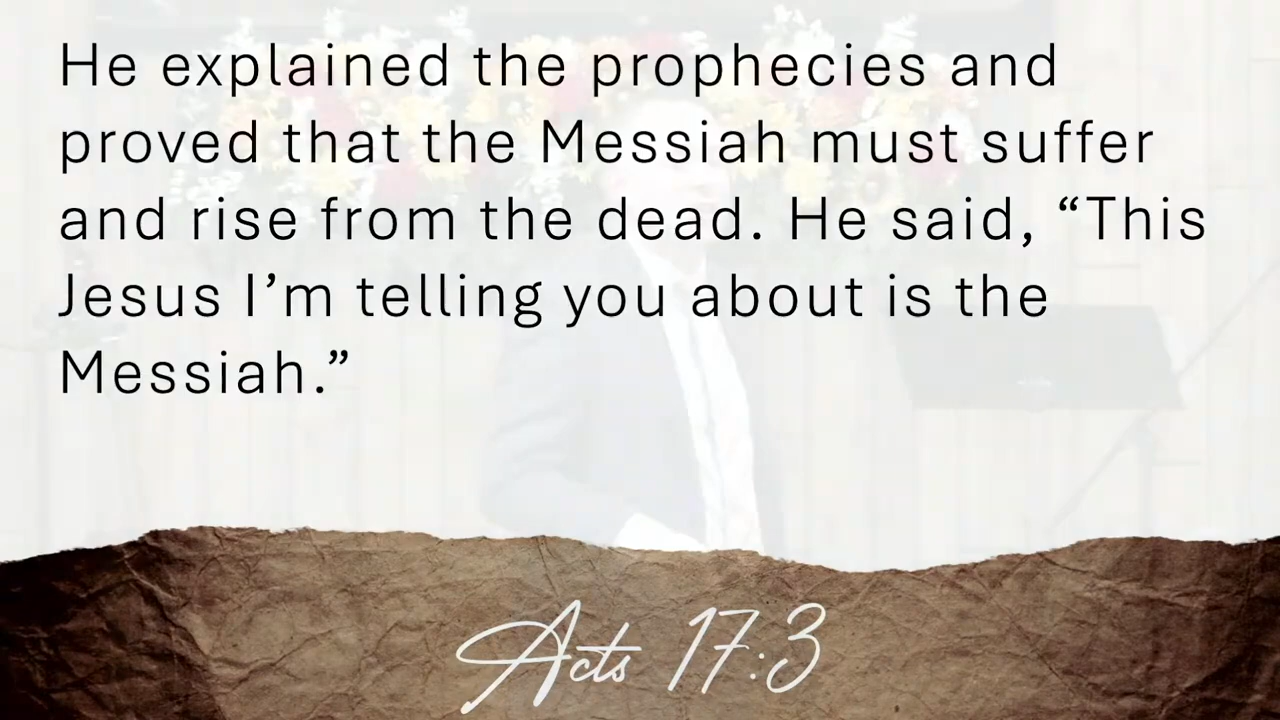 He explained the prophecies and
proved that the Messiah must suffer
and rise from the dead. He said, “This
Jesus I’m telling you about is the
Messiah.”
Acts 17:3